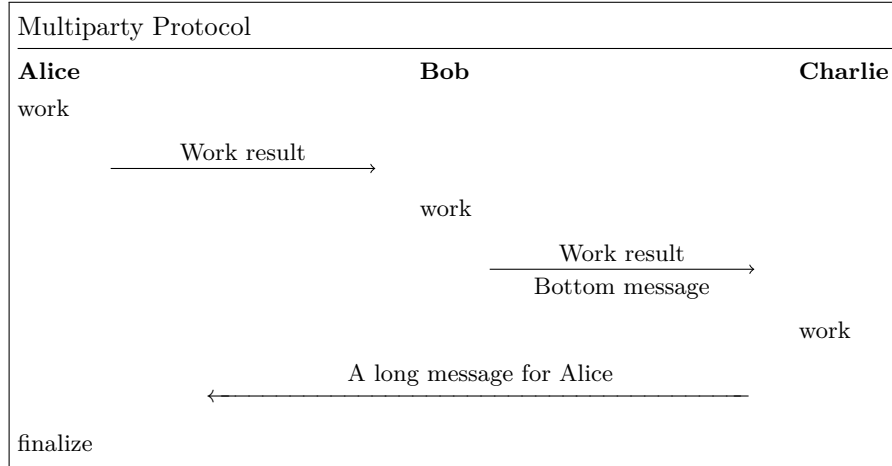 Multiparty Protocol
Alice Bob Charlie
work
Work result
work
Work result
Bottom message
work
A long message for Alice
finalize